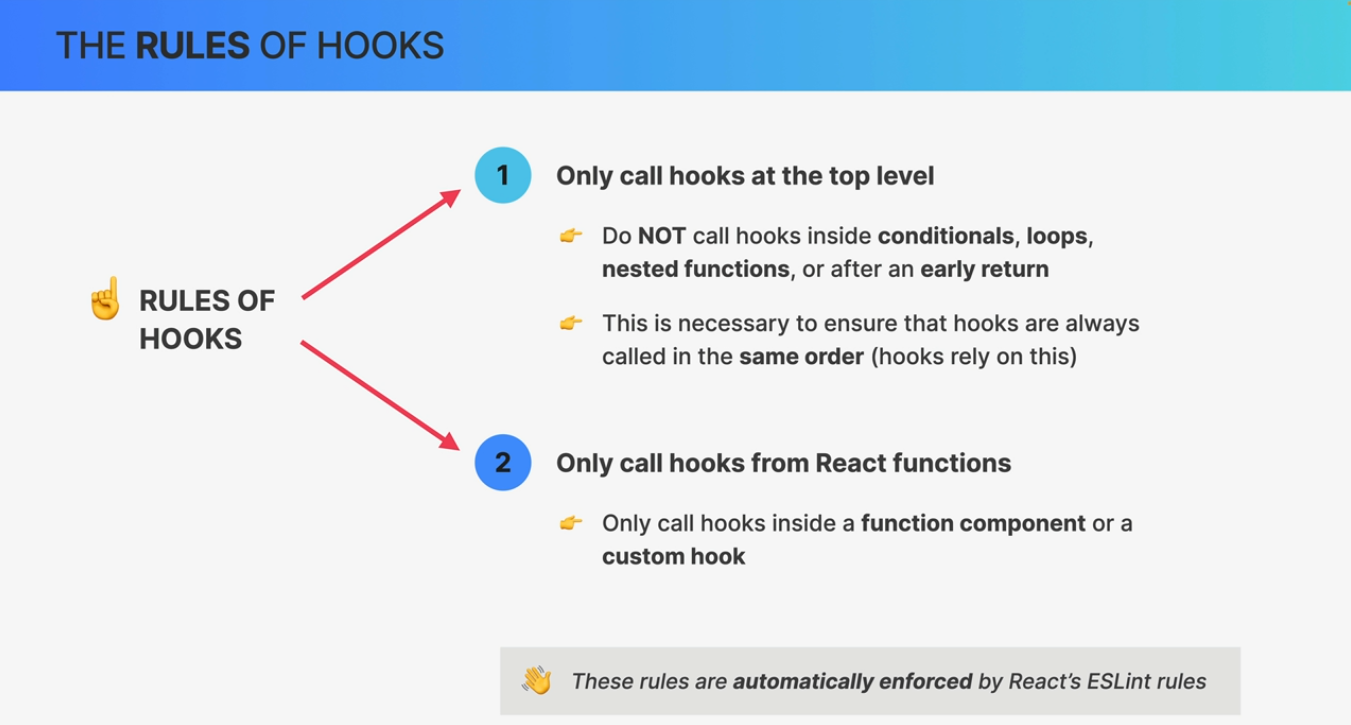 THE RULES OF HOOKS
☝️ RULES OF
HOOKS
1 Only call hooks at the top level
👉 Do NOT call hooks inside conditionals, loops,
nested functions, or after an early return
👉 This is necessary to ensure that hooks are always
called in the same order (hooks rely on this)
2 Only call hooks from React functions
👉 Only call hooks inside a function component or a
custom hook
👋 These rules are automatically enforced by React’s ESLint rules